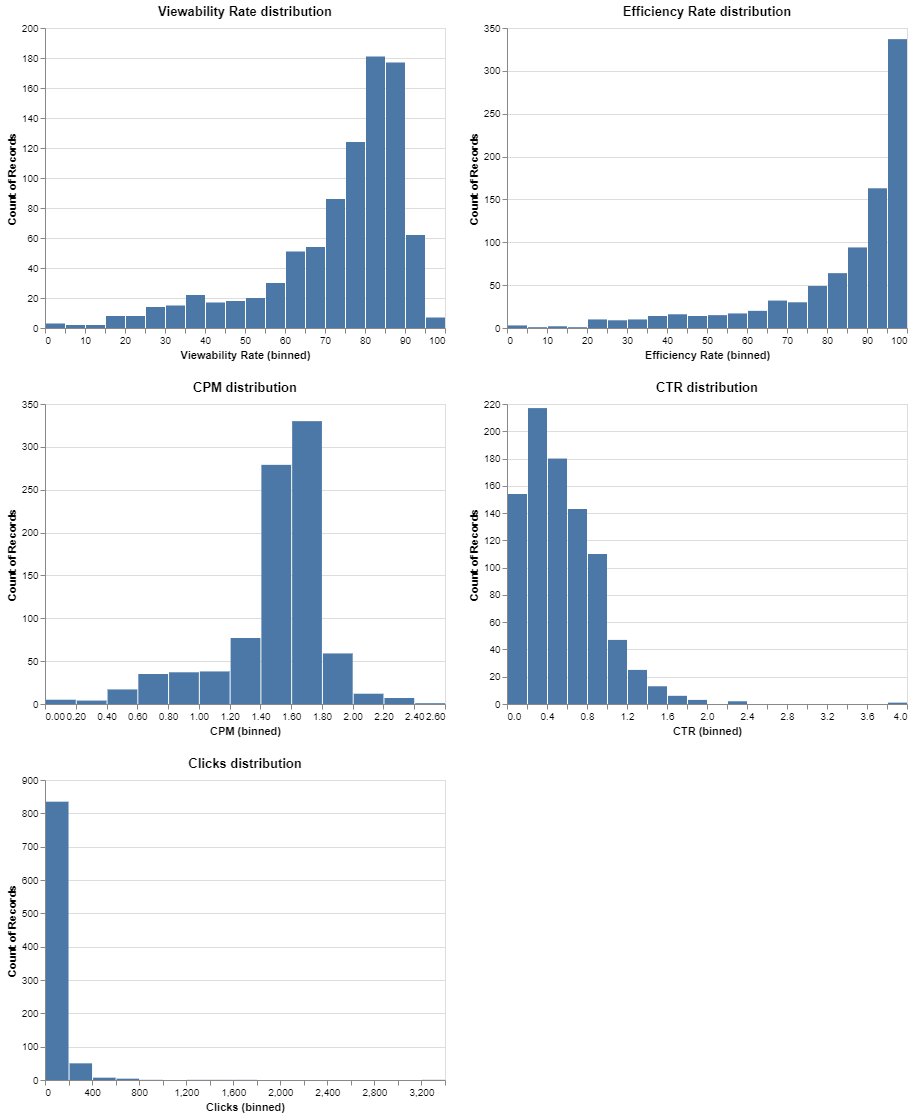 Viewability Rate distribution
200
180
160
140
120
100
80
60
40
20
0
Count of Records
0 10 20 30 40 50 60 70 80 90 100
Viewability Rate (binned)
Efficiency Rate distribution
350
300
250
200
150
100
50
0
Count of Records
0 10 20 30 40 50 60 70 80 90 100
Efficiency Rate (binned)
CPM distribution
350
300
250
200
150
100
50
0
Count of Records
0.00 0.20 0.40 0.60 0.80 1.00 1.20 1.40 1.60 1.80 2.00 2.20 2.40 2.60
CPM (binned)
CTR distribution
220
200
180
160
140
120
100
80
60
40
20
0
Count of Records
0.0 0.4 0.8 1.2 1.6 2.0 2.4 2.8 3.2 3.6 4.0
CTR (binned)
Clicks distribution
900
800
700
600
500
400
300
200
100
0
Count of Records
0 400 800 1,200 1,600 2,000 2,400 2,800 3,200
Clicks (binned)